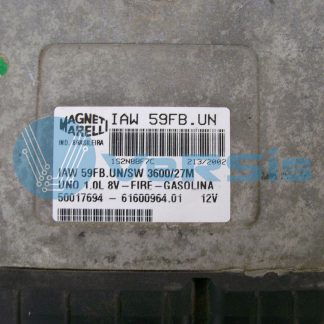 MAGNETI MARELLI
IND. BRASILEIRA
IAW 59FB.UN
213/2002
IAW 59FB.UN/SW 3600/27M
UNO 1.0L 8V-FIRE-GASOLINA
50017694 - 61600964.01 12V